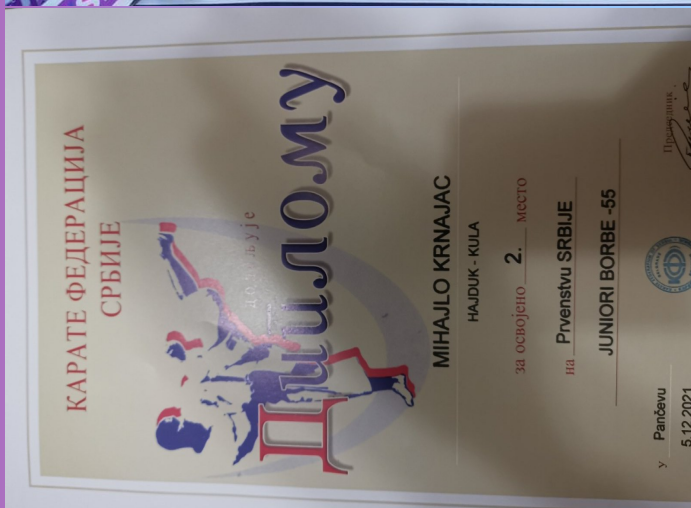 КАРАТЕ ФЕДЕРАЦИЈА
СРБИЈЕ
Диплому
MIHAJLO KRNAJAC
HAJDUK - KULA
за освојено 2. место
на Prvenstvu SRBIJE
JUNIORI BORBE -55
у Pančevu
5.12.2021
Председник